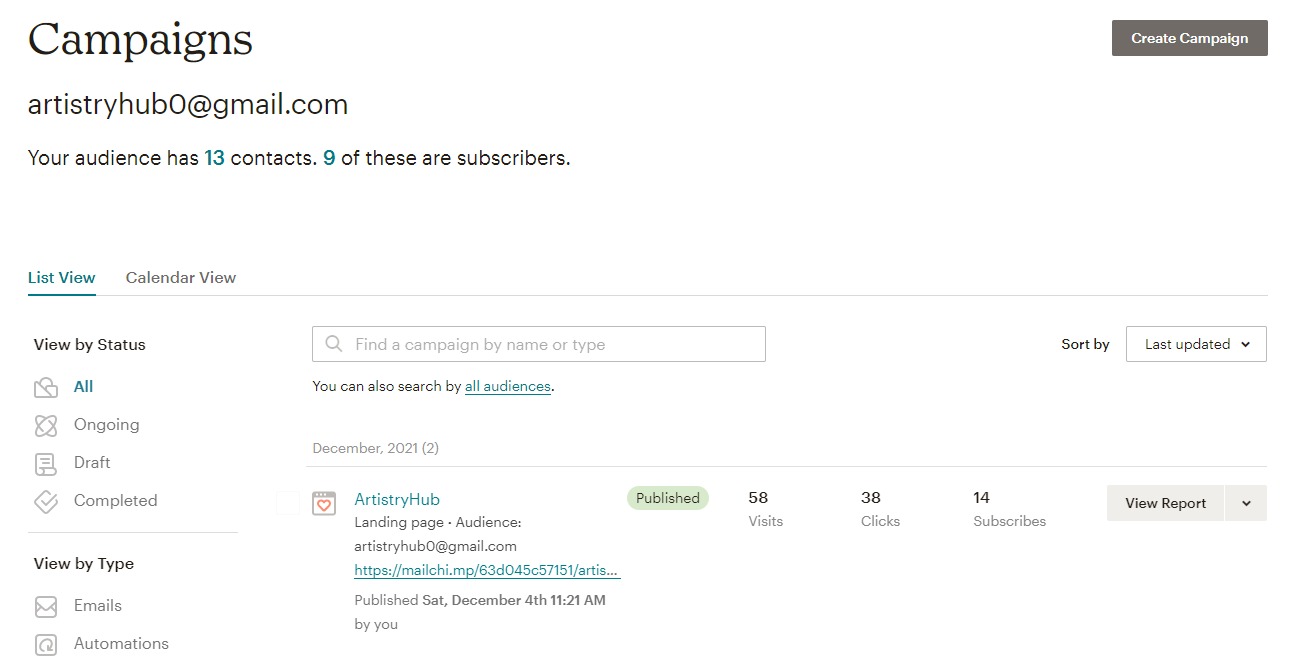 Campaigns
Create Campaign
artistryhub0@gmail.com
Your audience has 13 contacts. 9 of these are subscribers.
List View
Calendar View
View by Status
All
Ongoing
Draft
Completed
View by Type
Emails
Automations
Find a campaign by name or type
Sort by
Last updated
You can also search by all audiences.
December, 2021 (2)
ArtistryHub
Landing page · Audience:
artistryhub0@gmail.com
https://mailchi.mp/63d045c57151/artis...
Published Sat, December 4th 11:21 AM
by you
Published
58
Visits
38
Clicks
14
Subscribes
View Report